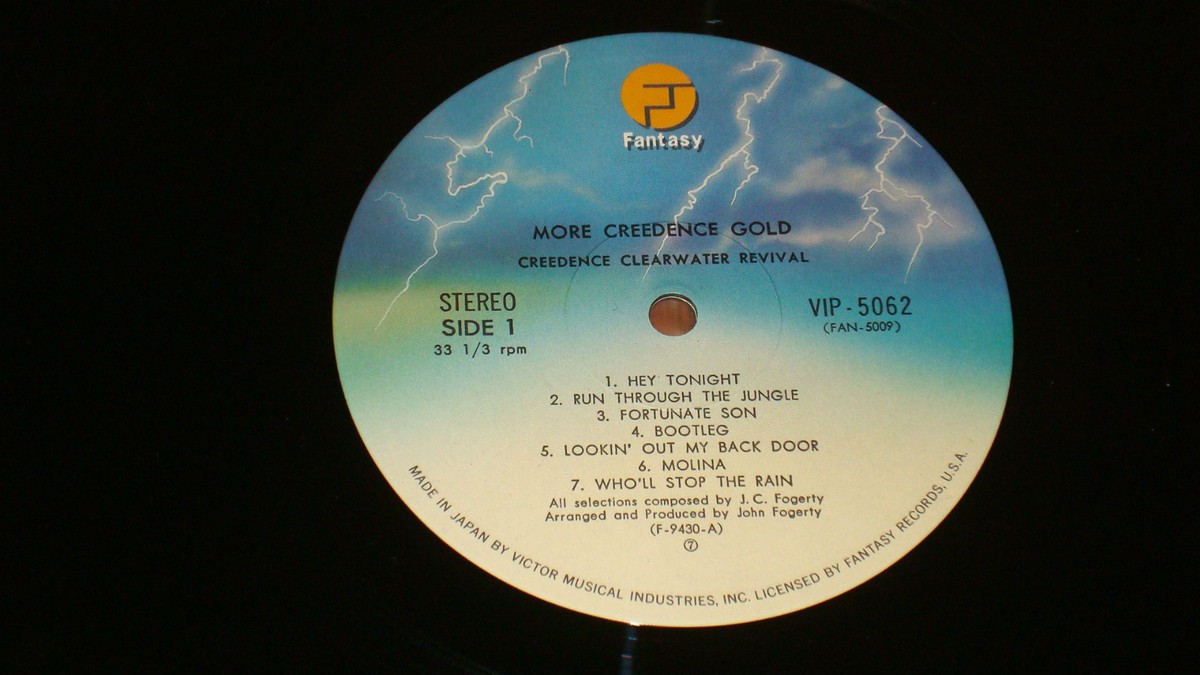 Fantasy
MORE CREEDENCE GOLD
CREEDENCE CLEARWATER REVIVAL
STEREO
SIDE 1
33 1/3 rpm
VIP-5062
(FAN-5009)
1. HEY TONIGHT
2. RUN THROUGH THE JUNGLE
3. FORTUNATE SON
4. BOOTLEG
5. LOOKIN' OUT MY BACK DOOR
6. MOLINA
7. WHO'LL STOP THE RAIN
All selections composed by J.C. Fogerty
Arranged and Produced by John Fogerty
(F-9430-A)
⑦
MADE IN JAPAN BY VICTOR MUSICAL INDUSTRIES, INC. LICENSED BY FANTASY RECORDS, U.S.A.